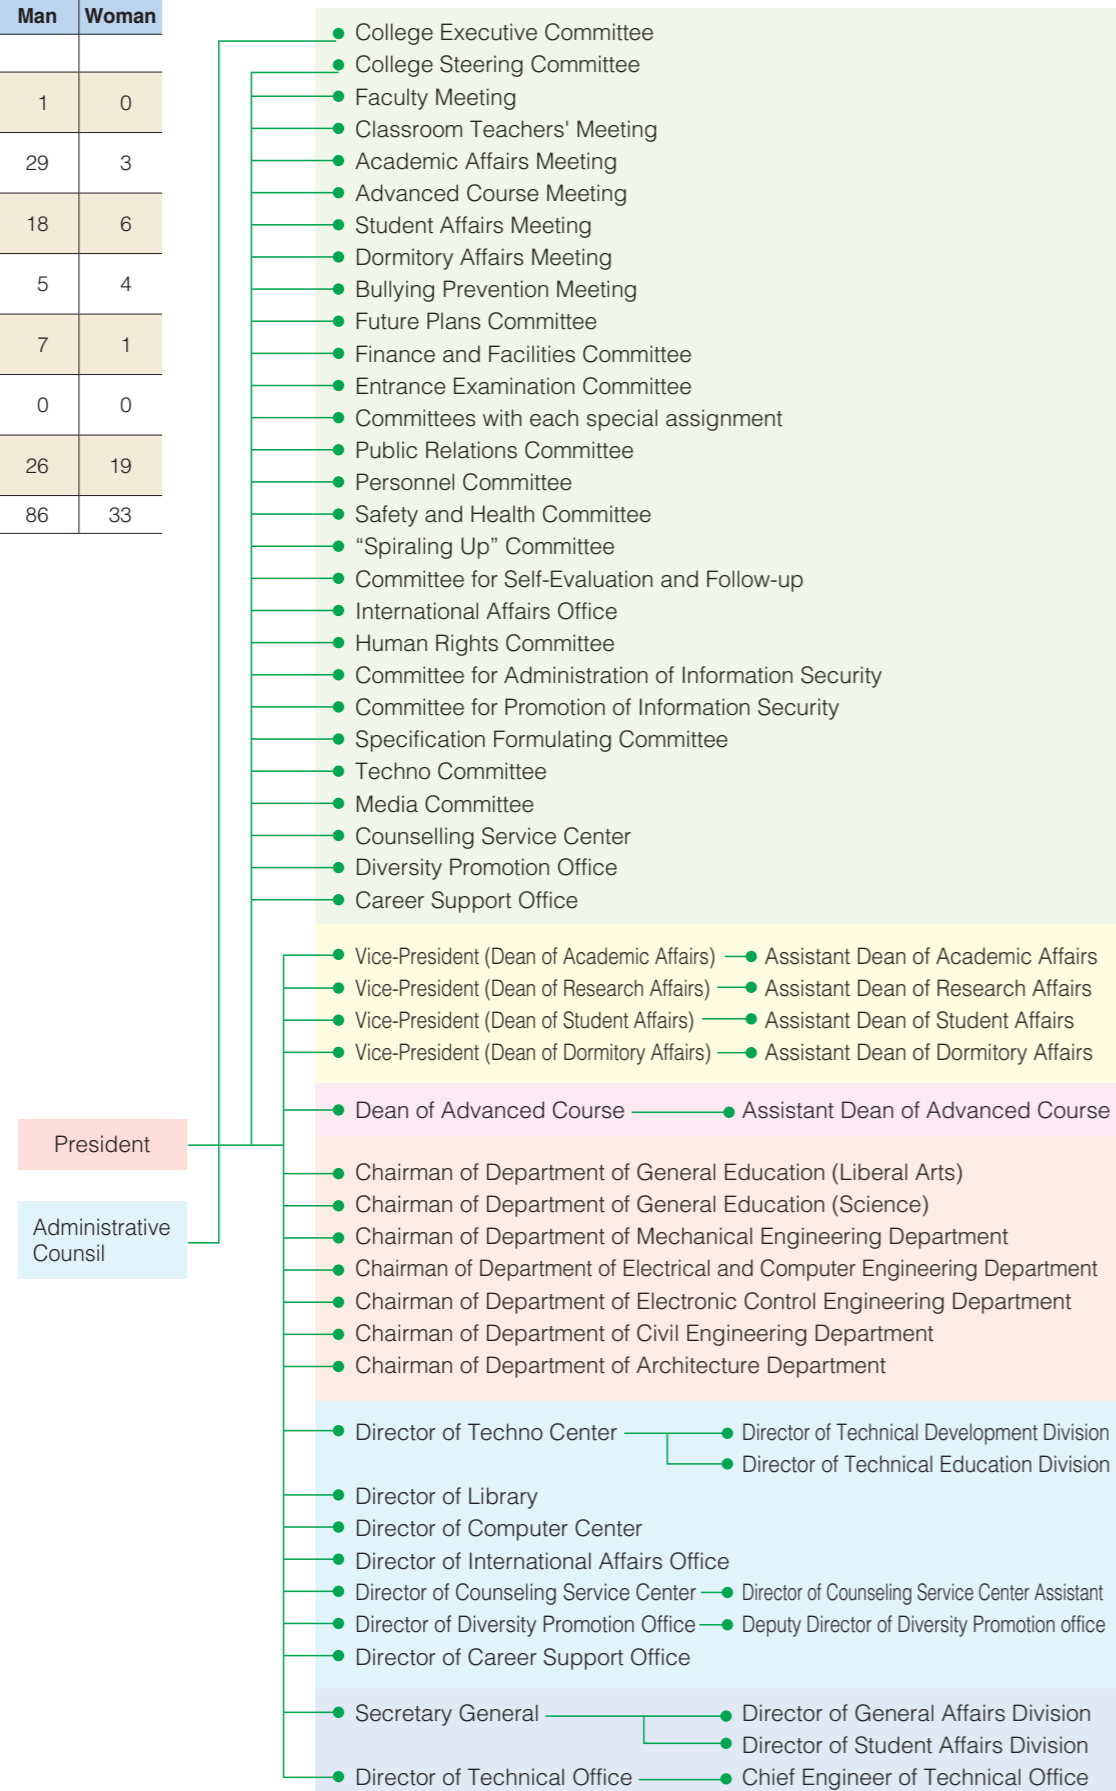 Man Woman
1 0
29 3
18 6
5 4
7 1
0 0
26 19
86 33
College Executive Committee
College Steering Committee
Faculty Meeting
Classroom Teachers' Meeting
Academic Affairs Meeting
Advanced Course Meeting
Student Affairs Meeting
Dormitory Affairs Meeting
Bullying Prevention Meeting
Future Plans Committee
Finance and Facilities Committee
Entrance Examination Committee
Committees with each special assignment
Public Relations Committee
Personnel Committee
Safety and Health Committee
“Spiraling Up” Committee
Committee for Self-Evaluation and Follow-up
International Affairs Office
Human Rights Committee
Committee for Administration of Information Security
Committee for Promotion of Information Security
Specification Formulating Committee
Techno Committee
Media Committee
Counselling Service Center
Diversity Promotion Office
Career Support Office
Vice-President (Dean of Academic Affairs) Assistant Dean of Academic Affairs
Vice-President (Dean of Research Affairs) Assistant Dean of Research Affairs
Vice-President (Dean of Student Affairs) Assistant Dean of Student Affairs
Vice-President (Dean of Dormitory Affairs) Assistant Dean of Dormitory Affairs
Dean of Advanced Course Assistant Dean of Advanced Course
President
Administrative
Counsil
Chairman of Department of General Education (Liberal Arts)
Chairman of Department of General Education (Science)
Chairman of Department of Mechanical Engineering Department
Chairman of Department of Electrical and Computer Engineering Department
Chairman of Department of Electronic Control Engineering Department
Chairman of Department of Civil Engineering Department
Chairman of Department of Architecture Department
Director of Techno Center Director of Technical Development Division
Director of Technical Education Division
Director of Library
Director of Computer Center
Director of International Affairs Office
Director of Counseling Service Center Director of Counseling Service Center Assistant
Director of Diversity Promotion Office Deputy Director of Diversity Promotion office
Director of Career Support Office
Secretary General Director of General Affairs Division
Director of Student Affairs Division
Director of Technical Office Chief Engineer of Technical Office